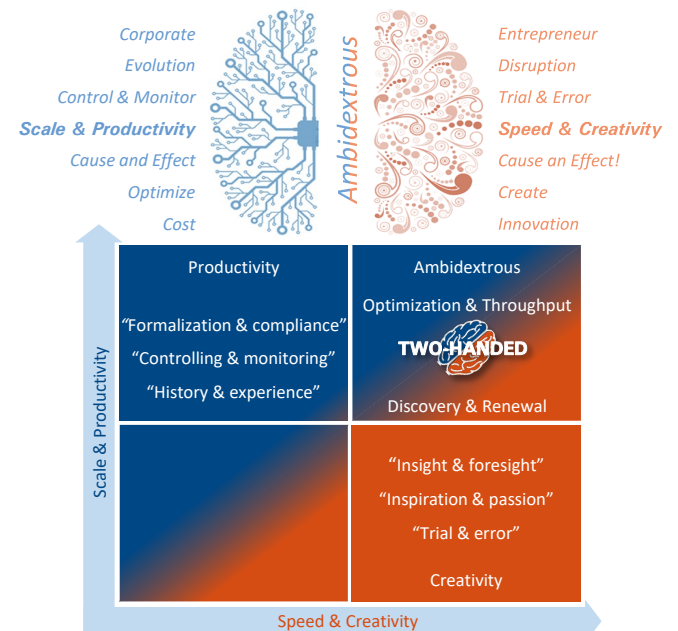 Corporate
Evolution
Control & Monitor
Scale & Productivity
Cause and Effect
Optimize
Cost
Ambidextrous
Entrepreneur
Disruption
Trial & Error
Speed & Creativity
Cause an Effect!
Create
Innovation
Scale & Productivity
Productivity
“Formalization & compliance”
“Controlling & monitoring”
“History & experience”
Ambidextrous
Optimization & Throughput
TWO-HANDED
Discovery & Renewal
“Insight & foresight”
“Inspiration & passion”
“Trial & error”
Creativity
Speed & Creativity